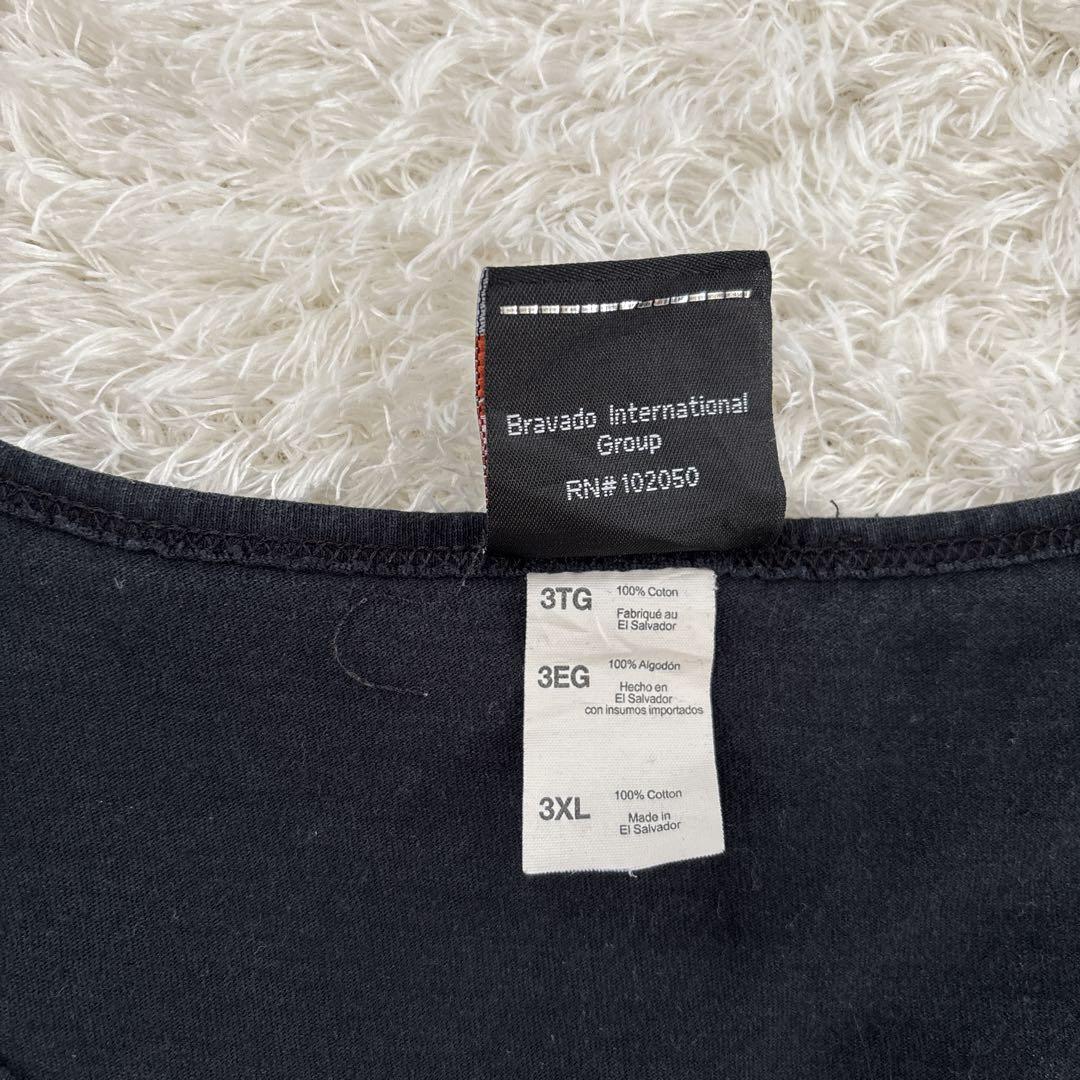 Bravado International
Group
RN# 102050
3TG
100% Coton
Fabriqué au
El Salvador
3EG
100% Algodón
Hecho en
El Salvador
con insumos importados
3XL
100% Cotton
Made in
El Salvador